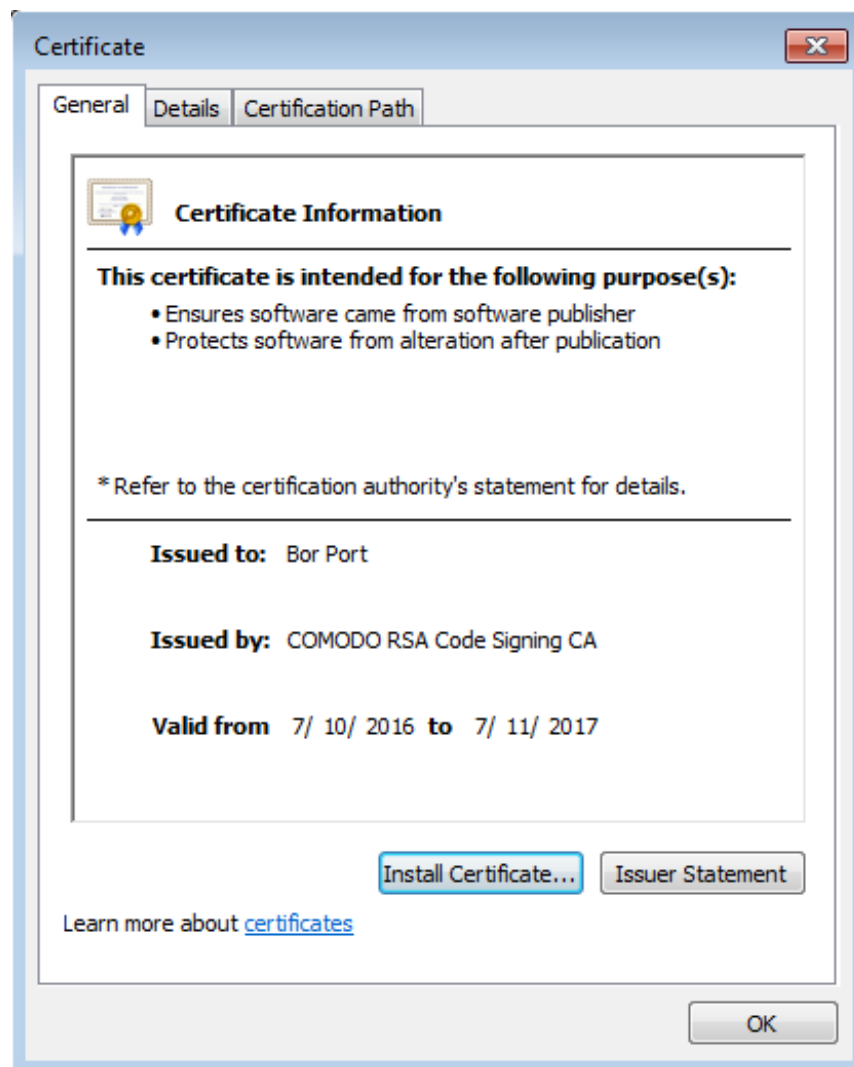 Certificate
General Details Certification Path
Certificate Information
This certificate is intended for the following purpose(s):
• Ensures software came from software publisher
• Protects software from alteration after publication
* Refer to the certification authority's statement for details.
Issued to: Bor Port
Issued by: COMODO RSA Code Signing CA
Valid from 7/ 10/ 2016 to 7/ 11/ 2017
Install Certificate... Issuer Statement
Learn more about certificates
OK